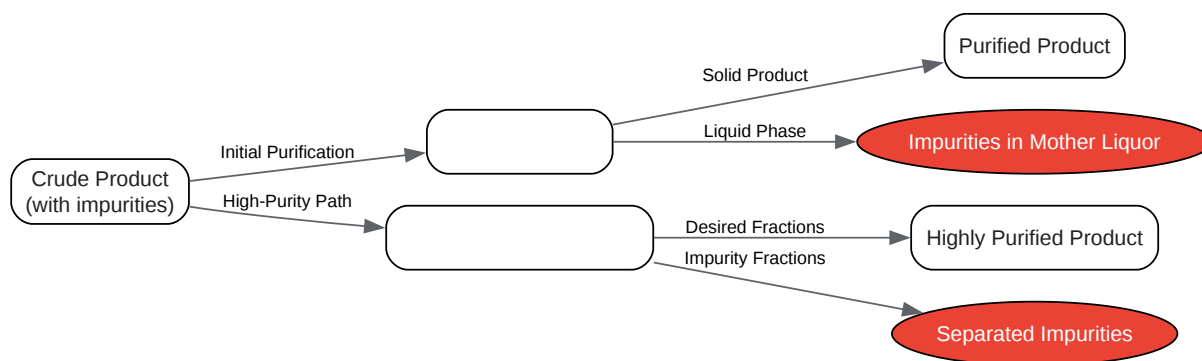 Purified Product
Solid Product
Liquid Phase
Impurities in Mother Liquor
Initial Purification
Crude Product
(with impurities)
High-Purity Path
Desired Fractions
Highly Purified Product
Impurity Fractions
Separated Impurities